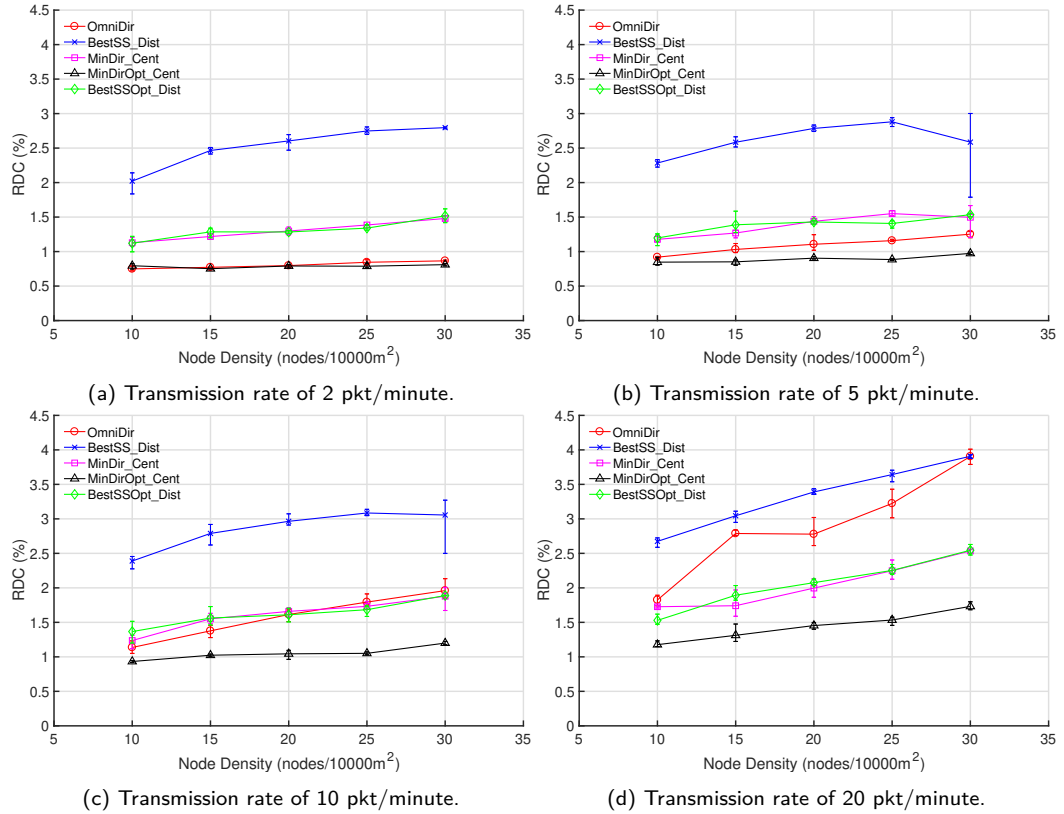 4.5
4
3.5
3
2.5
2
1.5
1
0.5
0
RDC (%)
OmniDir
BestSS_Dist
MinDir_Cent
MinDirOpt_Cent
BestSSOpt_Dist
5 10 15 20 25 30 35
Node Density (nodes/10000m²)
(a) Transmission rate of 2 pkt/minute.
4.5
4
3.5
3
2.5
2
1.5
1
0.5
0
RDC (%)
OmniDir
BestSS_Dist
MinDir_Cent
MinDirOpt_Cent
BestSSOpt_Dist
5 10 15 20 25 30 35
Node Density (nodes/10000m²)
(b) Transmission rate of 5 pkt/minute.
4.5
4
3.5
3
2.5
2
1.5
1
0.5
0
RDC (%)
OmniDir
BestSS_Dist
MinDir_Cent
MinDirOpt_Cent
BestSSOpt_Dist
5 10 15 20 25 30 35
Node Density (nodes/10000m²)
(c) Transmission rate of 10 pkt/minute.
4.5
4
3.5
3
2.5
2
1.5
1
0.5
0
RDC (%)
OmniDir
BestSS_Dist
MinDir_Cent
MinDirOpt_Cent
BestSSOpt_Dist
5 10 15 20 25 30 35
Node Density (nodes/10000m²)
(d) Transmission rate of 20 pkt/minute.